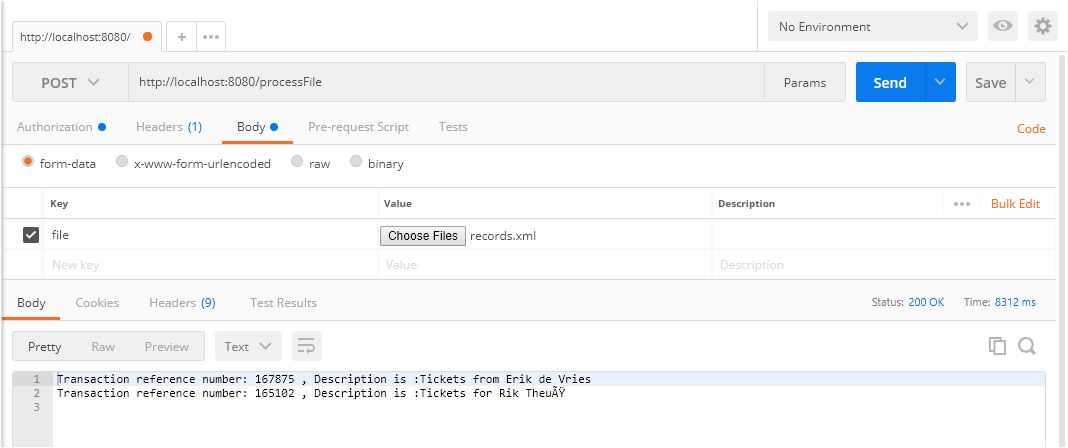 http://localhost:8080/ + ••• No Environment
POST http://localhost:8080/processFile Params Send Save
Authorization Headers (1) Body Pre-request Script Tests Code
form-data x-www-form-urlencoded raw binary
Key Value Description ••• Bulk Edit
file Choose Files records.xml
New key Value Description
Body Cookies Headers (9) Test Results Status: 200 OK Time: 8312 ms
Pretty Raw Preview Text
1 Transaction reference number: 167875 , Description is :Tickets from Erik de Vries
2 Transaction reference number: 165102 , Description is :Tickets for Rik TheuÃŸ
3